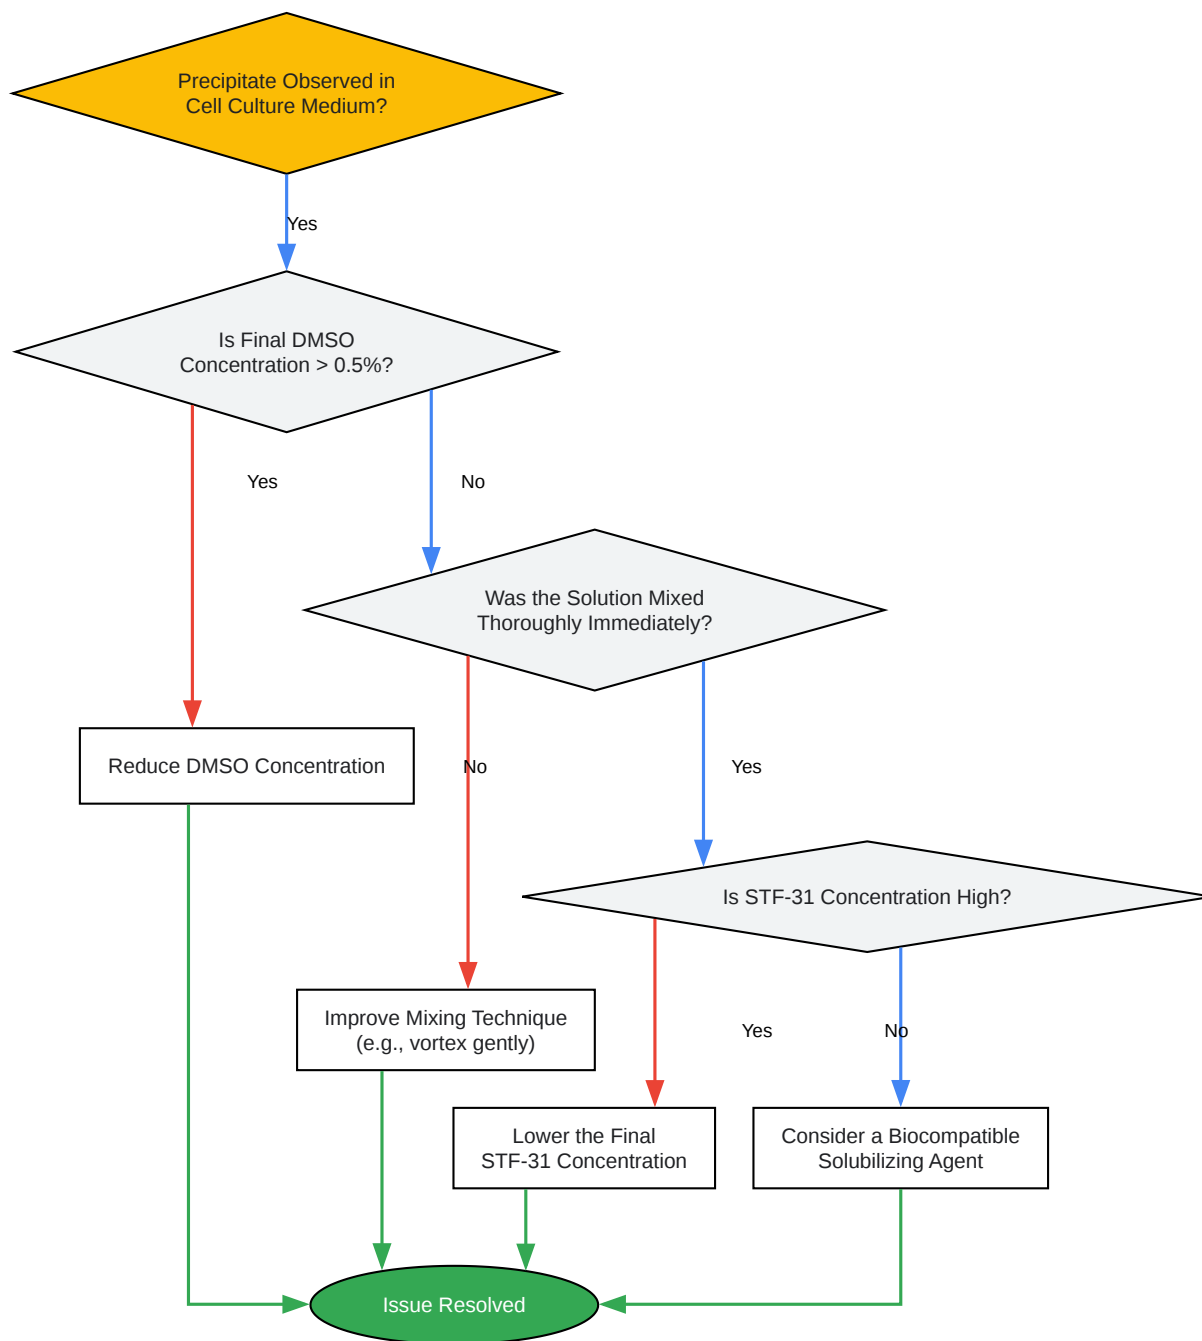 Precipitate Observed in
Cell Culture Medium?
Yes
Is Final DMSO
Concentration > 0.5%?
Yes
No
Was the Solution Mixed
Thoroughly Immediately?
Reduce DMSO Concentration
No
Yes
Is STF-31 Concentration High?
Improve Mixing Technique
(e.g., vortex gently)
Yes
No
Lower the Final
STF-31 Concentration
Consider a Biocompatible
Solubilizing Agent
Issue Resolved